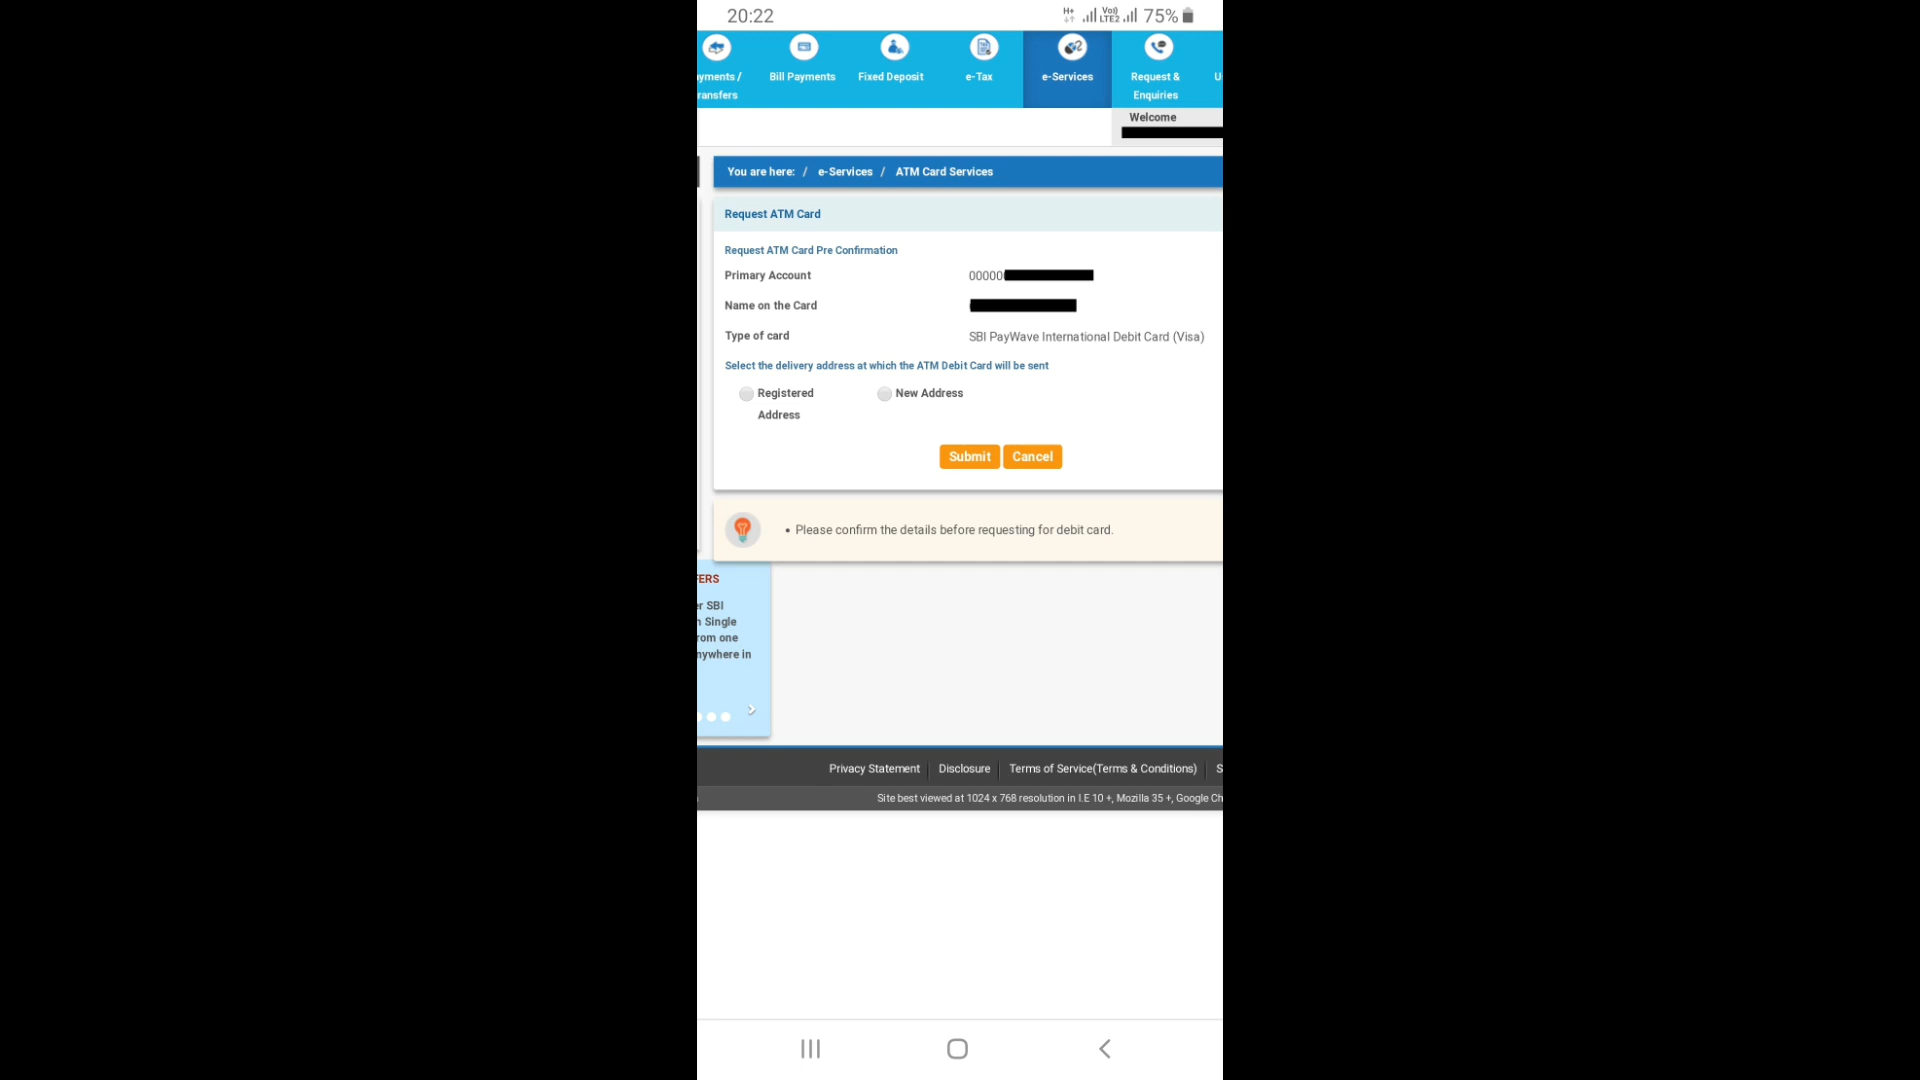 20:22 H+ Vo) LTE2 75%
Bill Payments Fixed Deposit e-Tax e-Services Request &
Enquiries
Welcome
You are here: / e-Services / ATM Card Services
Request ATM Card
Request ATM Card Pre Confirmation
Primary Account 00000
Name on the Card
Type of card SBI PayWave International Debit Card (Visa)
Select the delivery address at which the ATM Debit Card will be sent
Registered New Address
Address
Submit Cancel
• Please confirm the details before requesting for debit card.
FERS
er SBI
n Single
rom one
nywhere in
Privacy Statement Disclosure Terms of Service(Terms & Conditions) S
Site best viewed at 1024 x 768 resolution in I.E 10 +, Mozilla 35 +, Google Ch